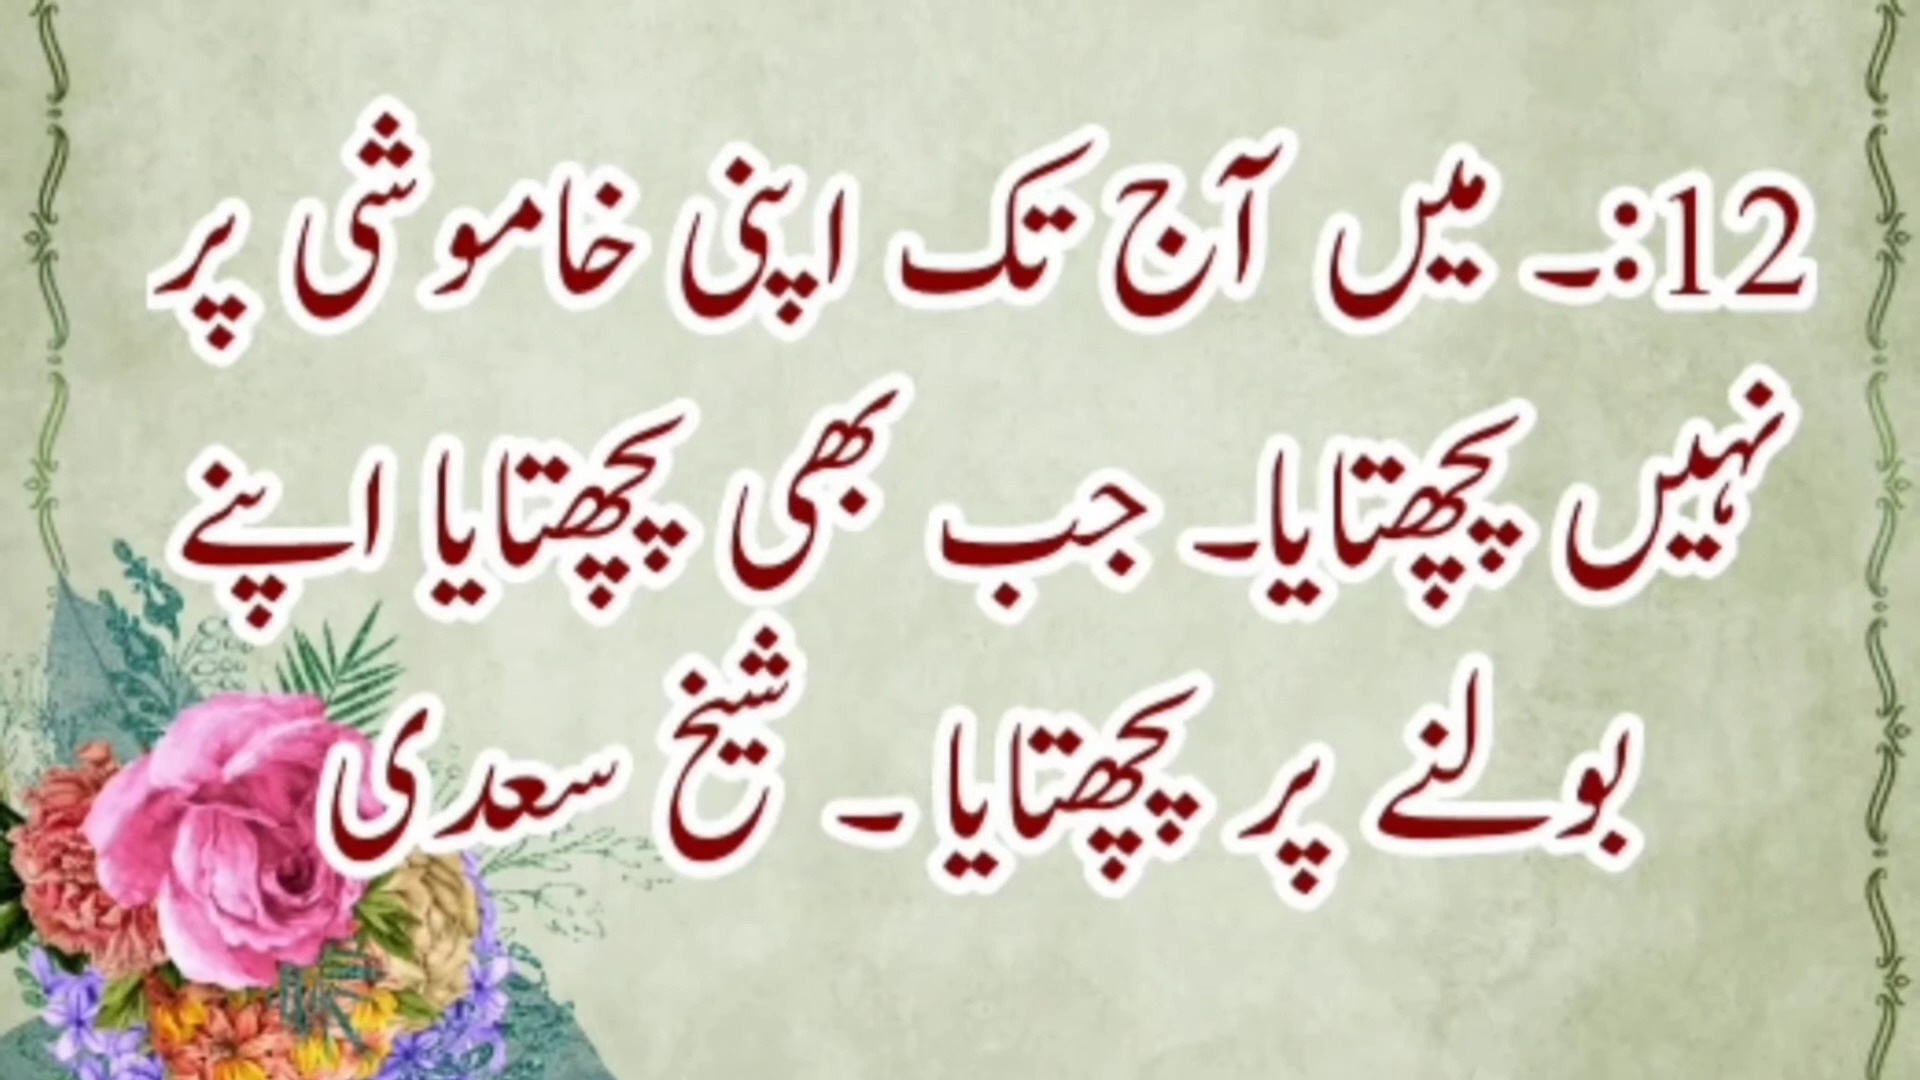 12:۔ میں آج تک اپنی خاموشی پر
نہیں پچھتایا۔ جب بھی پچھتایا اپنے
بولنے پر پچھتایا ۔ شیخ سعدی